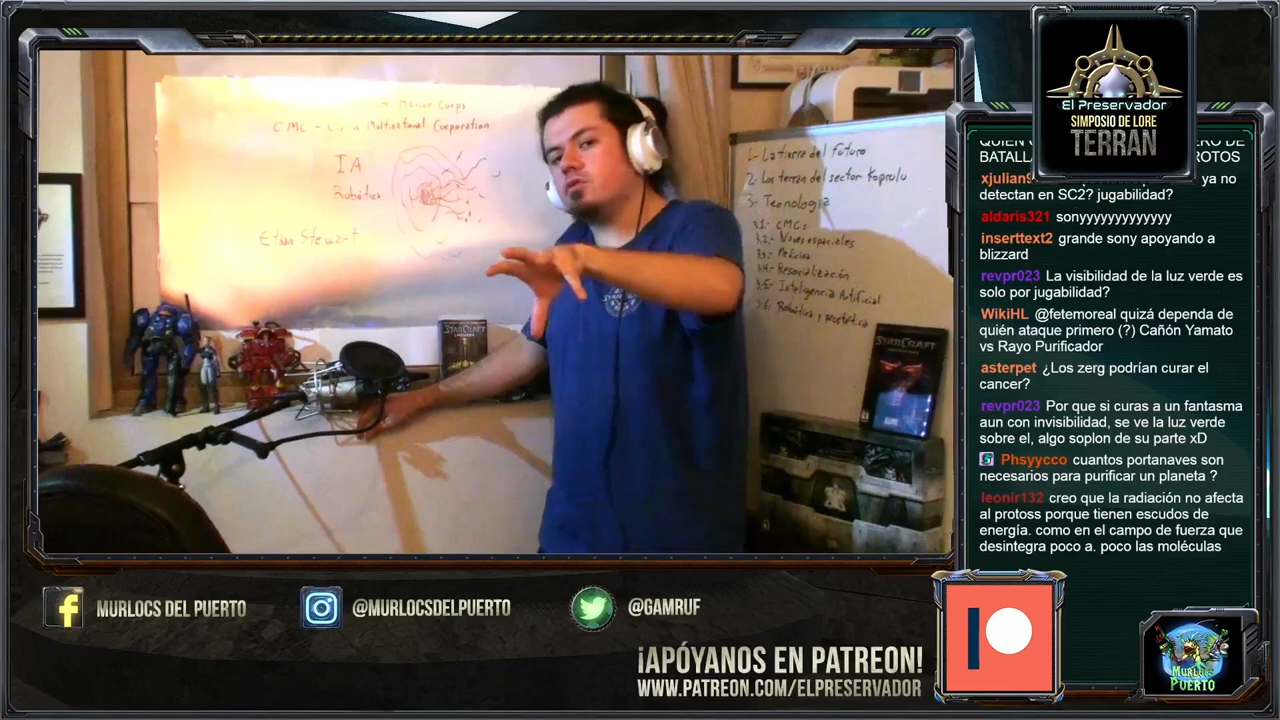 Marine Corps
CMC - Multinational Corporation
IA
Robótica
Ethan Stewart
STARCRAFT
1- La tierra del futuro
2- Los terran del sector Koprulu
3- Tecnologia
3.1- CMCs
3.2- Naves espaciales
3.3- Medicina
3.4- Resocialización
3.5- Inteligencia Artificial
3.6- Robótica y prostética
STARCRAFT
El Preservador
SIMPOSIO DE LORE
TERRAN
BATALLA
ROTOS
ya no
detectan en SC2? jugabilidad?
aldaris321 sonyyyyyyyyyyyy
inserttext2 grande sony apoyando a
blizzard
revpr023 La visibilidad de la luz verde es
solo por jugabilidad?
WikiHL @fetemoreal quizá dependa de
quién ataque primero (?) Cañón Yamato
vs Rayo Purificador
asterpet ¿Los zerg podrían curar el
cancer?
revpr023 Por que si curas a un fantasma
aun con invisibilidad, se ve la luz verde
sobre el, algo soplon de su parte xD
Phsyycco cuantos portanaves son
necesarios para purificar un planeta ?
leonir132 creo que la radiación no afecta
al protoss porque tienen escudos de
energía. como en el campo de fuerza que
desintegra poco a. poco las moléculas
MURLOCS DEL PUERTO
@MURLOCSDELPUERTO
@GAMRUF
¡APÓYANOS EN PATREON!
WWW.PATREON.COM/ELPRESERVADOR
MURLOCS
PUERTO